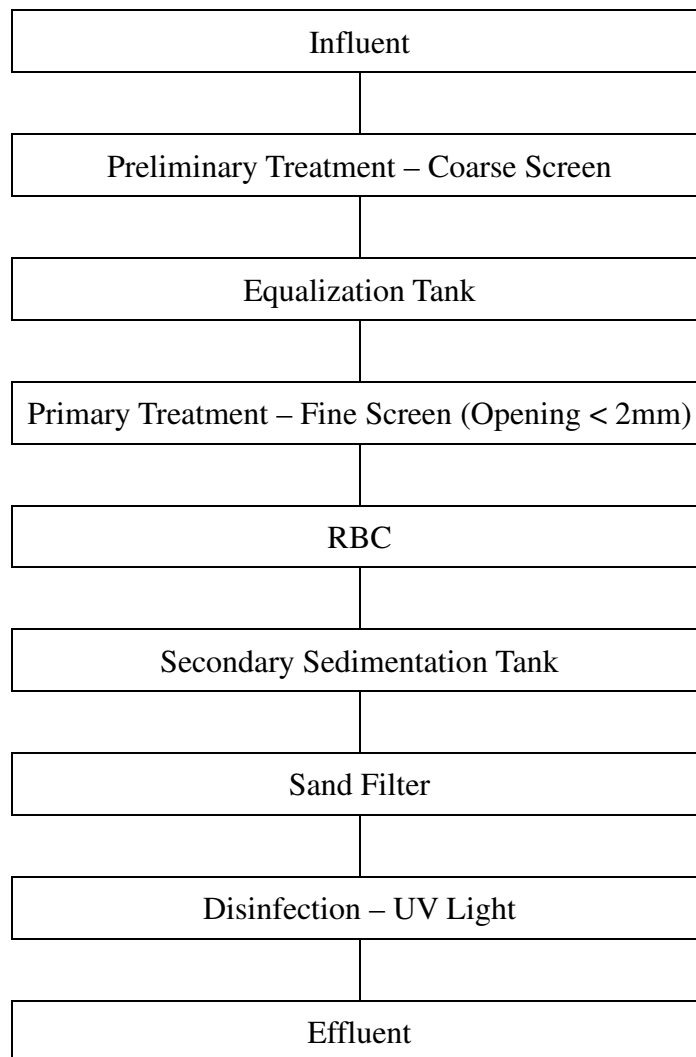 Influent
Preliminary Treatment – Coarse Screen
Equalization Tank
Primary Treatment – Fine Screen (Opening < 2mm)
RBC
Secondary Sedimentation Tank
Sand Filter
Disinfection – UV Light
Effluent